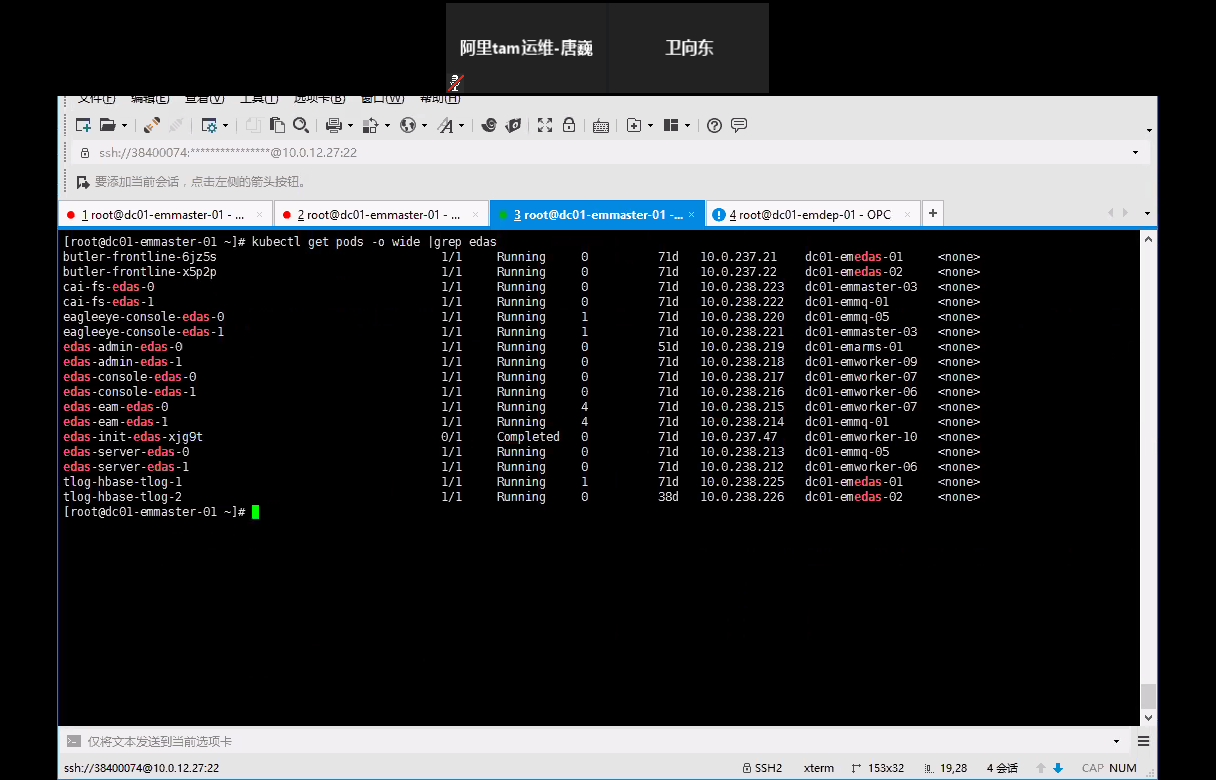 阿里tam运维-唐巍
卫向东
文件(F) 编辑(E) 查看(V) 工具(T) 选项卡(B) 窗口(W) 帮助(H)
ssh://38400074:****************@10.0.12.27:22
要添加当前会话，点击左侧的箭头按钮。
1 root@dc01-emmaster-01 - ... × 2 root@dc01-emmaster-01 - ... × 3 root@dc01-emmaster-01 -... × 4 root@dc01-emdep-01 - OPC × +
[root@dc01-emmaster-01 ~]# kubectl get pods -o wide |grep edas
butler-frontline-6jz5s 1/1 Running 0 71d 10.0.237.21 dc01-emedas-01 <none>
butler-frontline-x5p2p 1/1 Running 0 71d 10.0.237.22 dc01-emedas-02 <none>
cai-fs-edas-0 1/1 Running 0 71d 10.0.238.223 dc01-emmaster-03 <none>
cai-fs-edas-1 1/1 Running 0 71d 10.0.238.222 dc01-emmq-01 <none>
eagleeye-console-edas-0 1/1 Running 1 71d 10.0.238.220 dc01-emmq-05 <none>
eagleeye-console-edas-1 1/1 Running 1 71d 10.0.238.221 dc01-emmaster-03 <none>
edas-admin-edas-0 1/1 Running 0 51d 10.0.238.219 dc01-emarms-01 <none>
edas-admin-edas-1 1/1 Running 0 71d 10.0.238.218 dc01-emworker-09 <none>
edas-console-edas-0 1/1 Running 0 71d 10.0.238.217 dc01-emworker-07 <none>
edas-console-edas-1 1/1 Running 0 71d 10.0.238.216 dc01-emworker-06 <none>
edas-eam-edas-0 1/1 Running 4 71d 10.0.238.215 dc01-emworker-07 <none>
edas-eam-edas-1 1/1 Running 4 71d 10.0.238.214 dc01-emmq-01 <none>
edas-init-edas-xjg9t 0/1 Completed 0 71d 10.0.237.47 dc01-emworker-10 <none>
edas-server-edas-0 1/1 Running 0 71d 10.0.238.213 dc01-emmq-05 <none>
edas-server-edas-1 1/1 Running 0 71d 10.0.238.212 dc01-emworker-06 <none>
tlog-hbase-tlog-1 1/1 Running 1 71d 10.0.238.225 dc01-emedas-01 <none>
tlog-hbase-tlog-2 1/1 Running 0 38d 10.0.238.226 dc01-emedas-02 <none>
[root@dc01-emmaster-01 ~]#
仅将文本发送到当前选项卡
ssh://38400074@10.0.12.27:22 SSH2 xterm 153x32 19,28 4 会话 CAP NUM